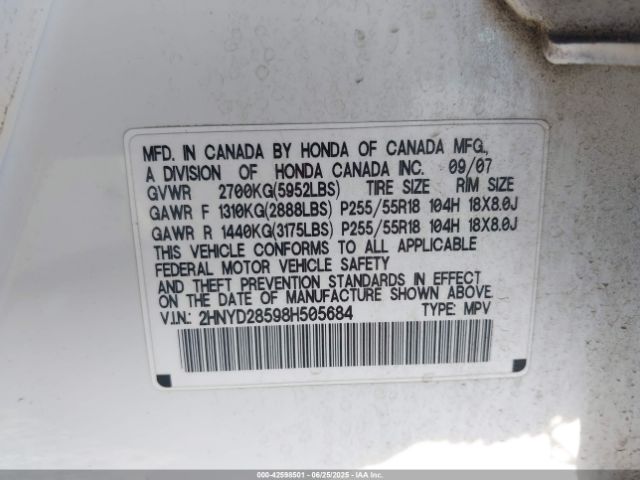 MFD. IN CANADA BY HONDA OF CANADA MFG.,
A DIVISION OF HONDA CANADA INC. 09/07
GVWR 2700KG(5952LBS) TIRE SIZE RIM SIZE
GAWR F 1310KG(2888LBS) P255/55R18 104H 18X8.0J
GAWR R 1440KG(3175LBS) P255/55R18 104H 18X8.0J
THIS VEHICLE CONFORMS TO ALL APPLICABLE
FEDERAL MOTOR VEHICLE SAFETY
AND THEFT PREVENTION STANDARDS IN EFFECT
ON THE DATE OF MANUFACTURE SHOWN ABOVE.
V.I.N.: 2HNYD28598H505684 TYPE: MPV
000-42598501 - 06/25/2025 - IAAI.COM